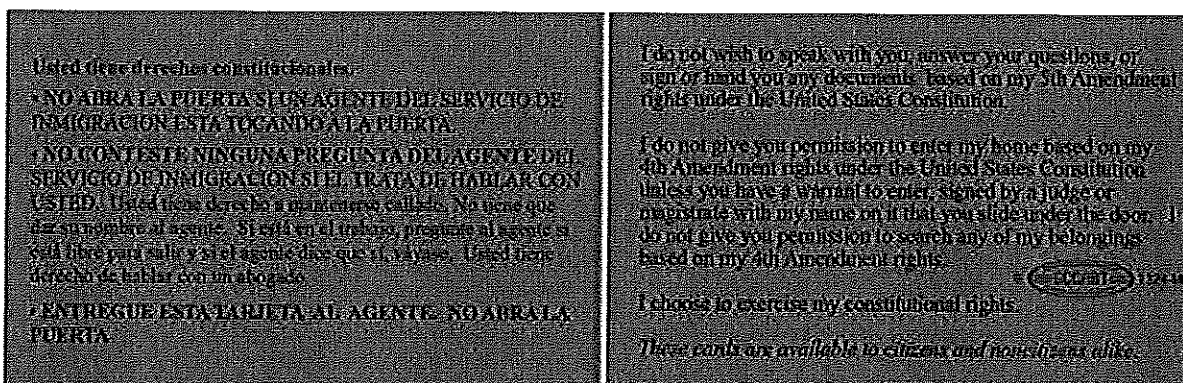 Usted tiene derechos constitucionales.
• NO ABRA LA PUERTA SI UN AGENTE DEL SERVICIO DE
INMIGRACION ESTA TOCANDO A LA PUERTA.
• NO CONTESTE NINGUNA PREGUNTA DEL AGENTE DEL
SERVICIO DE INMIGRACION SI EL TRATA DE HABLAR CON
USTED. Usted tiene derecho a mantenerse callado. No tiene que
dar su nombre al agente. Si está en el trabajo, pregunte al agente si
está libre para salir y si el agente dice que sí, váyase. Usted tiene
derecho de hablar con un abogado.
• ENTREGUE ESTA TARJETA AL AGENTE. NO ABRA LA
PUERTA
I do not wish to speak with you, answer your questions, or
sign or hand you any documents based on my 5th Amendment
rights under the United States Constitution.
I do not give you permission to enter my home based on my
4th Amendment rights under the United States Constitution
unless you have a warrant to enter, signed by a judge or
magistrate with my name on it that you slide under the door. I
do not give you permission to search any of my belongings
based on my 4th Amendment rights.
I choose to exercise my constitutional rights.
These cards are available to citizens and noncitizens alike.